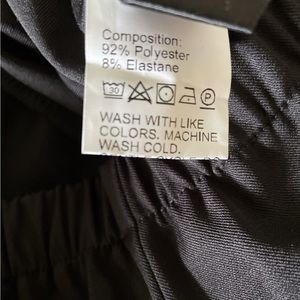 Composition:
92% Polyester
8% Elastane
30 P
WASH WITH LIKE
COLORS. MACHINE
WASH COLD.